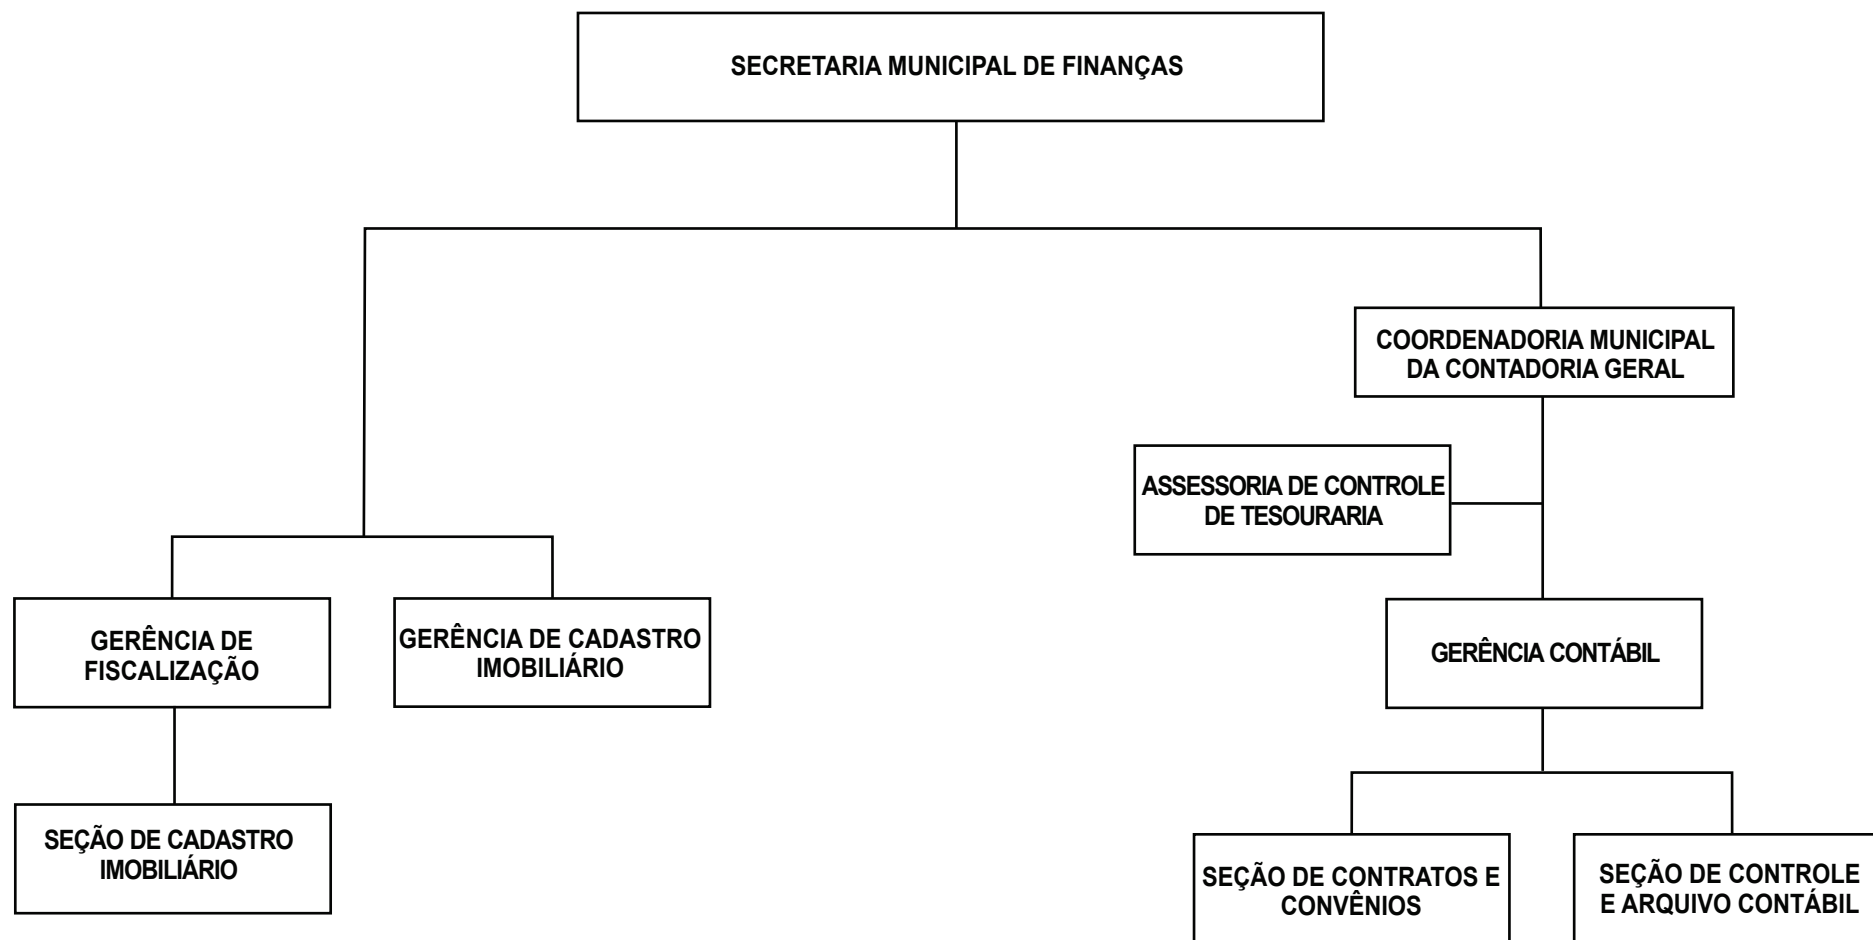 SECRETARIA MUNICIPAL DE FINANÇAS
COORDENADORIA MUNICIPAL
DA CONTADORIA GERAL
ASSESSORIA DE CONTROLE
DE TESOURARIA
GERÊNCIA DE
FISCALIZAÇÃO
GERÊNCIA DE CADASTRO
IMOBILIÁRIO
GERÊNCIA CONTÁBIL
SEÇÃO DE CADASTRO
IMOBILIÁRIO
SEÇÃO DE CONTRATOS E
CONVÊNIOS
SEÇÃO DE CONTROLE
E ARQUIVO CONTÁBIL